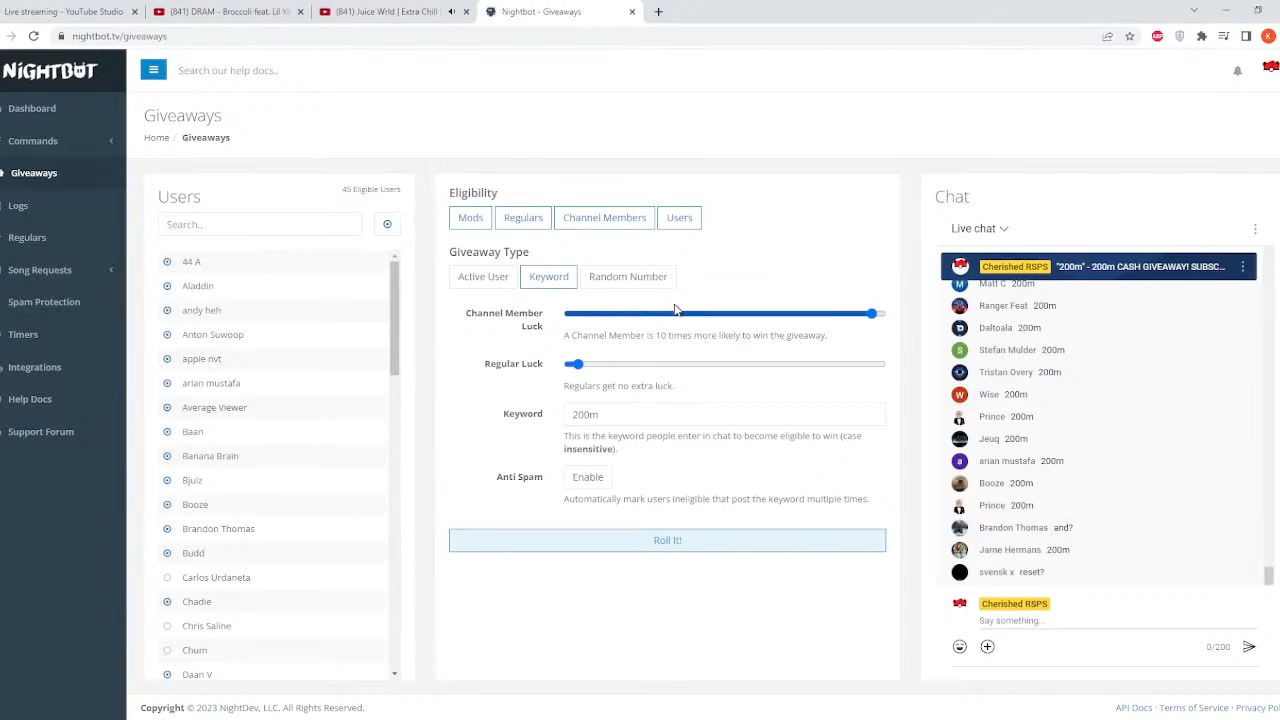 Live streaming - YouTube Studio
(841) DRAM - Broccoli feat. Lil Y
(841) Juice Wrld | Extra Chill
Nightbot - Giveaways
nightbot.tv/giveaways
K
NIGHTBOT
Search our help docs..
Dashboard
Commands
Giveaways
Logs
Regulars
Song Requests
Spam Protection
Timers
Integrations
Help Docs
Support Forum
Giveaways
Home / Giveaways
Users
45 Eligible Users
Search..
44 A
Aladdin
andy heh
Anton Suwoop
appie nvt
arian mustafa
Average Viewer
Baan
Banana Brain
Bjulz
Booze
Brandon Thomas
Budd
Carlos Urdaneta
Chadie
Chris Saline
Chum
Daan V
Eligibility
Mods Regulars Channel Members Users
Giveaway Type
Active User Keyword Random Number
Channel Member
Luck
A Channel Member is 10 times more likely to win the giveaway.
Regular Luck
Regulars get no extra luck.
Keyword 200m
This is the keyword people enter in chat to become eligible to win (case
insensitive).
Anti Spam Enable
Automatically mark users ineligible that post the keyword multiple times.
Roll It!
Chat
Live chat
Cherished RSPS "200m" - 200m CASH GIVEAWAY! SUBSC...
Matt C 200m
Ranger Feat 200m
Daltoala 200m
Stefan Mulder 200m
Tristan Overy 200m
Wise 200m
Prince 200m
Jeuq 200m
arian mustafa 200m
Booze 200m
Prince 200m
Brandon Thomas and?
Jarne Hermans 200m
svensk x reset?
Cherished RSPS
Say something...
0/200
Copyright © 2023 NightDev, LLC. All Rights Reserved.
API Docs · Terms of Service · Privacy Pol